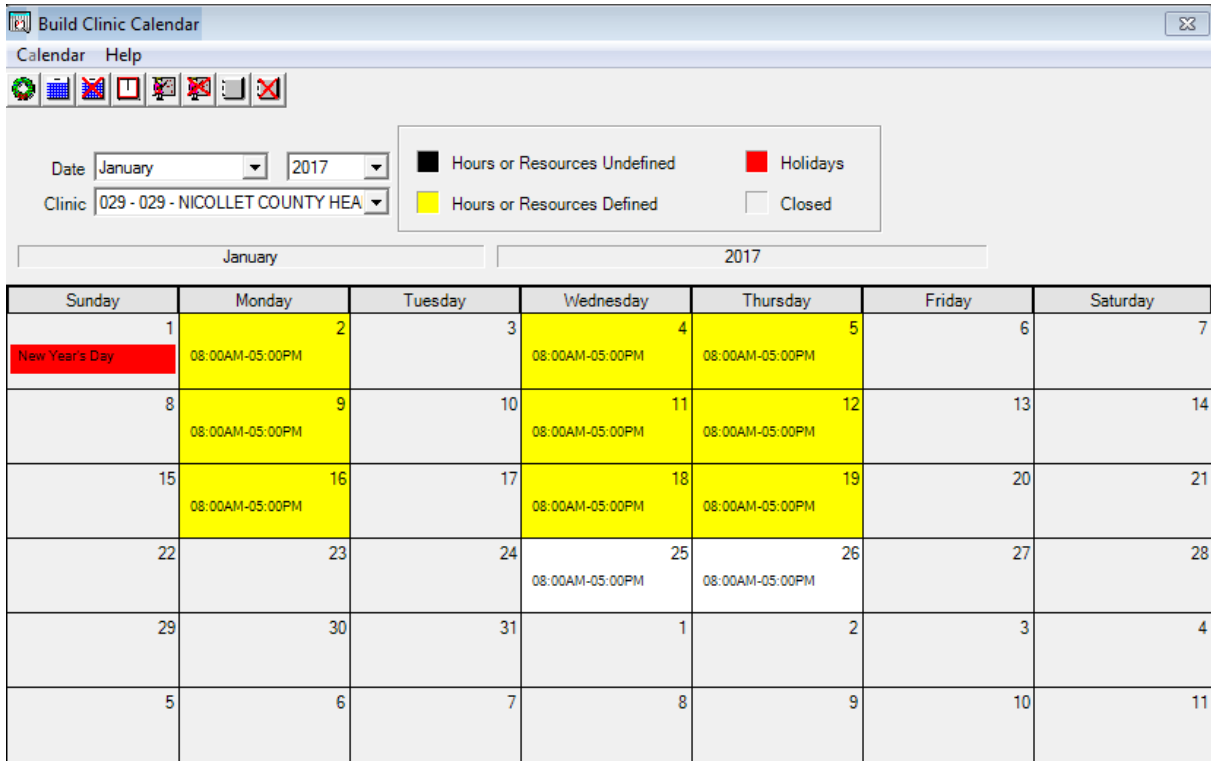 Build Clinic Calendar
Calendar Help
Date January 2017
Hours or Resources Undefined Holidays
Clinic 029 - 029 - NICOLLET COUNTY HEA
Hours or Resources Defined Closed
January 2017
Sunday Monday Tuesday Wednesday Thursday Friday Saturday
1 2 3 4 5 6 7
New Year's Day 08:00AM-05:00PM 08:00AM-05:00PM 08:00AM-05:00PM
8 9 10 11 12 13 14
08:00AM-05:00PM 08:00AM-05:00PM 08:00AM-05:00PM
15 16 17 18 19 20 21
08:00AM-05:00PM 08:00AM-05:00PM 08:00AM-05:00PM
22 23 24 25 26 27 28
08:00AM-05:00PM 08:00AM-05:00PM
29 30 31 1 2 3 4
5 6 7 8 9 10 11